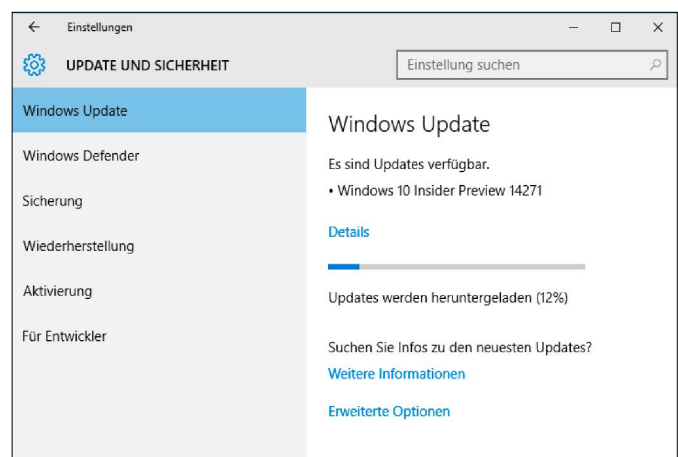 Einstellungen
UPDATE UND SICHERHEIT
Einstellung suchen
Windows Update
Windows Defender
Sicherung
Wiederherstellung
Aktivierung
Für Entwickler
Windows Update
Es sind Updates verfügbar.
• Windows 10 Insider Preview 14271
Details
Updates werden heruntergeladen (12%)
Suchen Sie Infos zu den neuesten Updates?
Weitere Informationen
Erweiterte Optionen